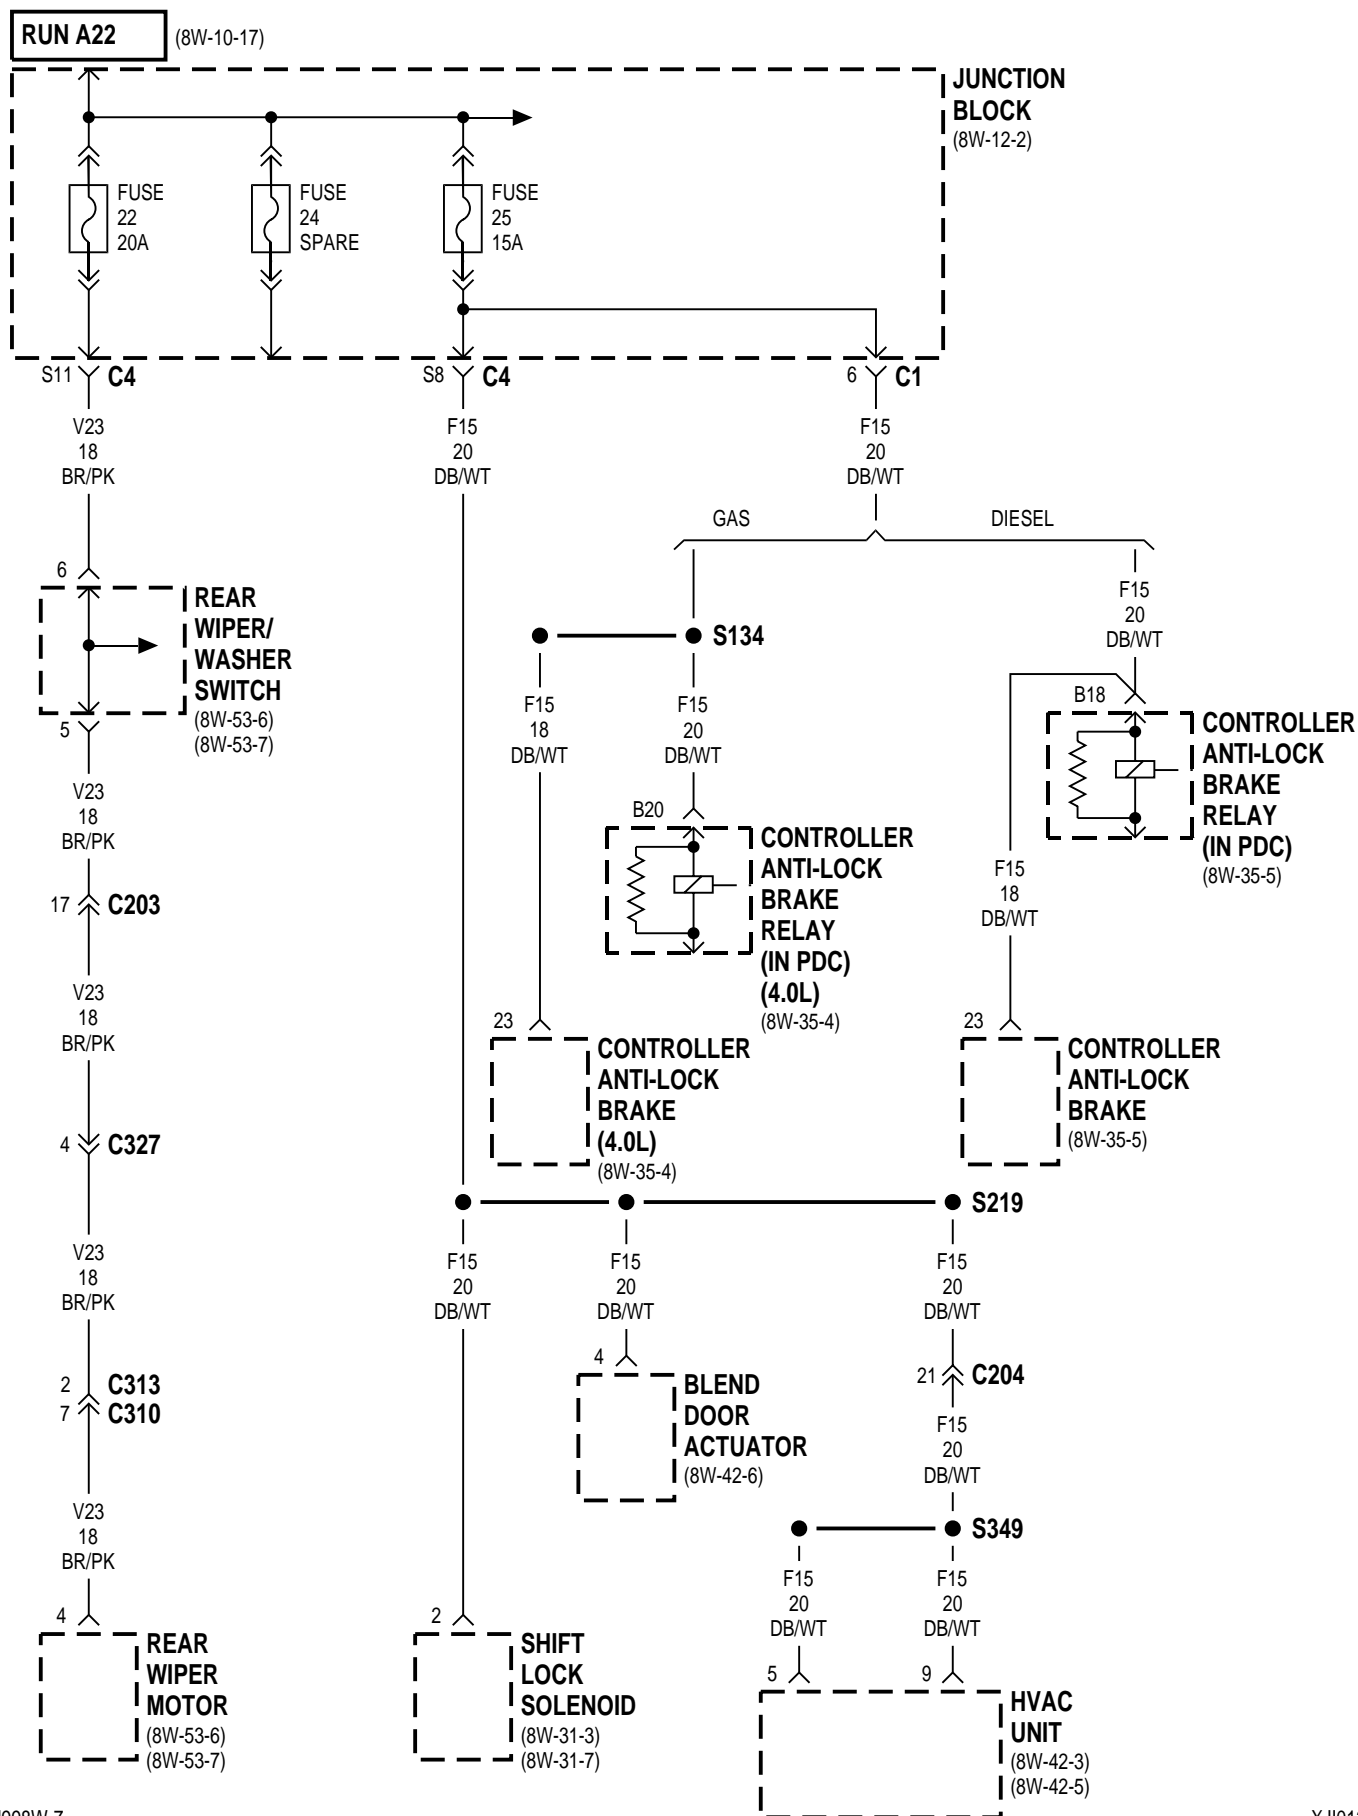 RUN A22
(8W-10-17)
JUNCTION
BLOCK
(8W-12-2)
FUSE
22
20A
FUSE
24
SPARE
FUSE
25
15A
S11
C4
S8
C4
6
C1
V23
18
BR/PK
F15
20
DB/WT
F15
20
DB/WT
GAS
DIESEL
6
REAR
WIPER/
WASHER
SWITCH
(8W-53-6)
(8W-53-7)
5
S134
F15
20
DB/WT
F15
18
DB/WT
F15
20
DB/WT
B18
CONTROLLER
ANTI-LOCK
BRAKE
RELAY
(IN PDC)
(8W-35-5)
V23
18
BR/PK
B20
CONTROLLER
ANTI-LOCK
BRAKE
RELAY
(IN PDC)
(4.0L)
(8W-35-4)
F15
18
DB/WT
17
C203
V23
18
BR/PK
23
CONTROLLER
ANTI-LOCK
BRAKE
(4.0L)
(8W-35-4)
23
CONTROLLER
ANTI-LOCK
BRAKE
(8W-35-5)
4
C327
S219
V23
18
BR/PK
F15
20
DB/WT
F15
20
DB/WT
F15
20
DB/WT
4
BLEND
DOOR
ACTUATOR
(8W-42-6)
21
C204
2
C313
7
C310
F15
20
DB/WT
V23
18
BR/PK
S349
F15
20
DB/WT
F15
20
DB/WT
4
REAR
WIPER
MOTOR
(8W-53-6)
(8W-53-7)
2
SHIFT
LOCK
SOLENOID
(8W-31-3)
(8W-31-7)
5
9
HVAC
UNIT
(8W-42-3)
(8W-42-5)